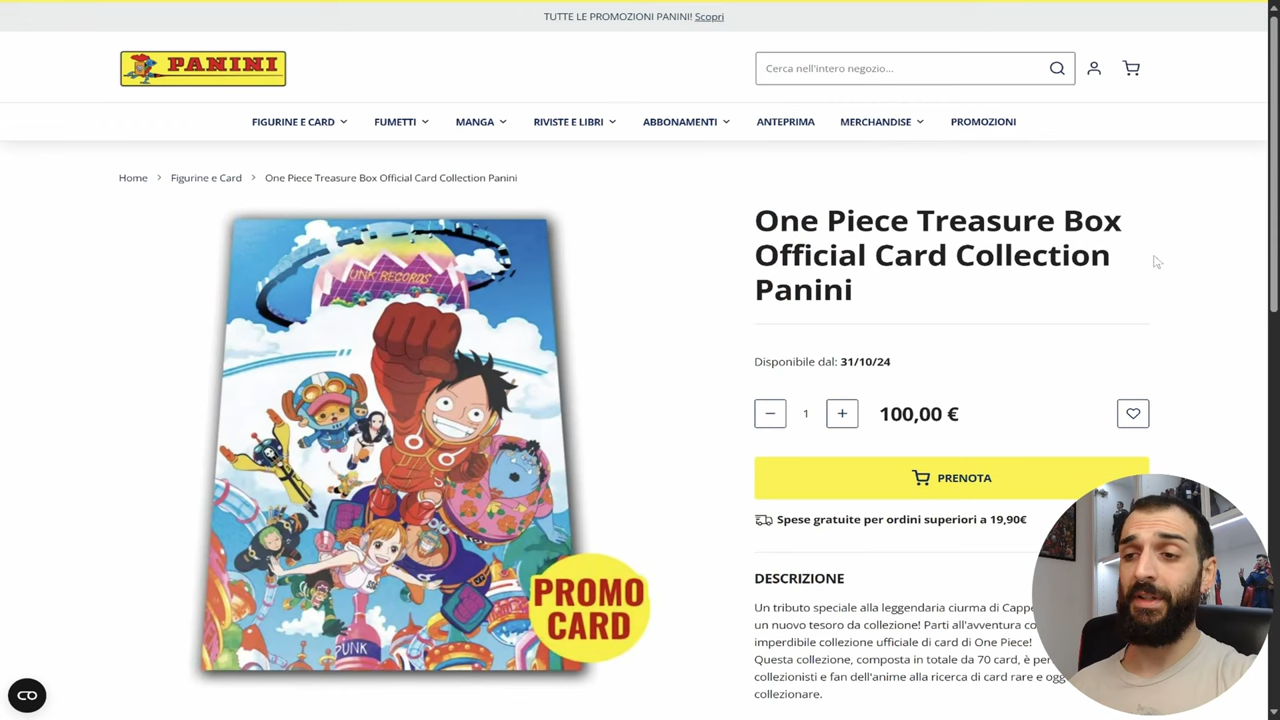 TUTTE LE PROMOZIONI PANINI! Scopri
PANINI
Cerca nell'intero negozio...
FIGURINE E CARD
FUMETTI
MANGA
RIVISTE E LIBRI
ABBONAMENTI
ANTEPRIMA
MERCHANDISE
PROMOZIONI
Home > Figurine e Card > One Piece Treasure Box Official Card Collection Panini
UNK RECORDS
PUNK
PROMO
CARD
One Piece Treasure Box
Official Card Collection
Panini
Disponibile dal: 31/10/24
− 1 + 100,00 €
PRENOTA
Spese gratuite per ordini superiori a 19,90€
DESCRIZIONE
Un tributo speciale alla leggendaria ciurma di Cappe
un nuovo tesoro da collezione! Parti all'avventura co
imperdibile collezione ufficiale di card di One Piece!
Questa collezione, composta in totale da 70 card, è per
collezionisti e fan dell'anime alla ricerca di card rare e ogg
collezionare.